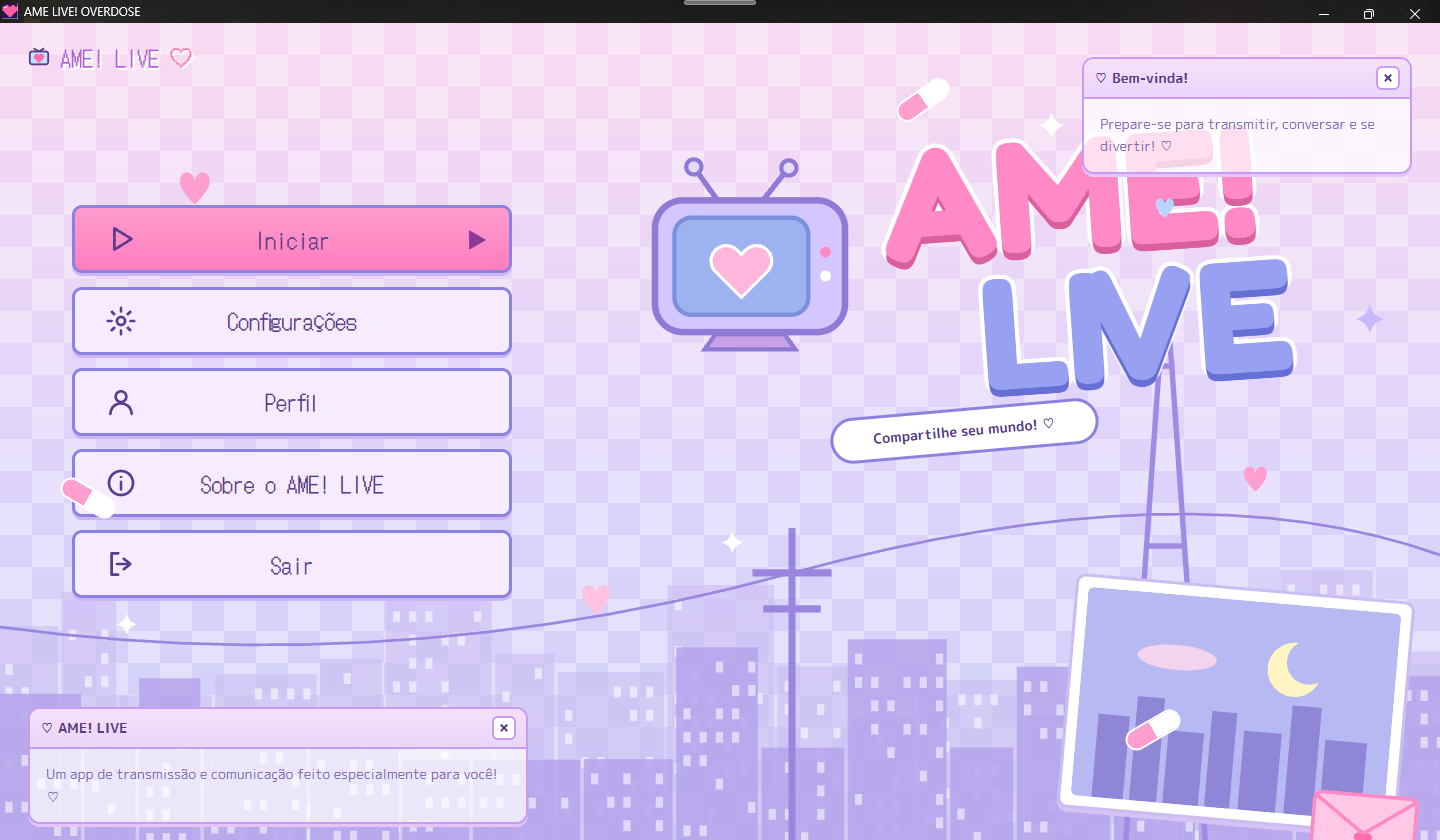 AME LIVE! OVERDOSE
AME! LIVE ♡
♡ Bem-vinda!
Prepare-se para transmitir, conversar e se
divertir! ♡
AME!
LIVE
Compartilhe seu mundo! ♡
Iniciar
Configurações
Perfil
Sobre o AME! LIVE
Sair
♡ AME! LIVE
Um app de transmissão e comunicação feito especialmente para você!
♡